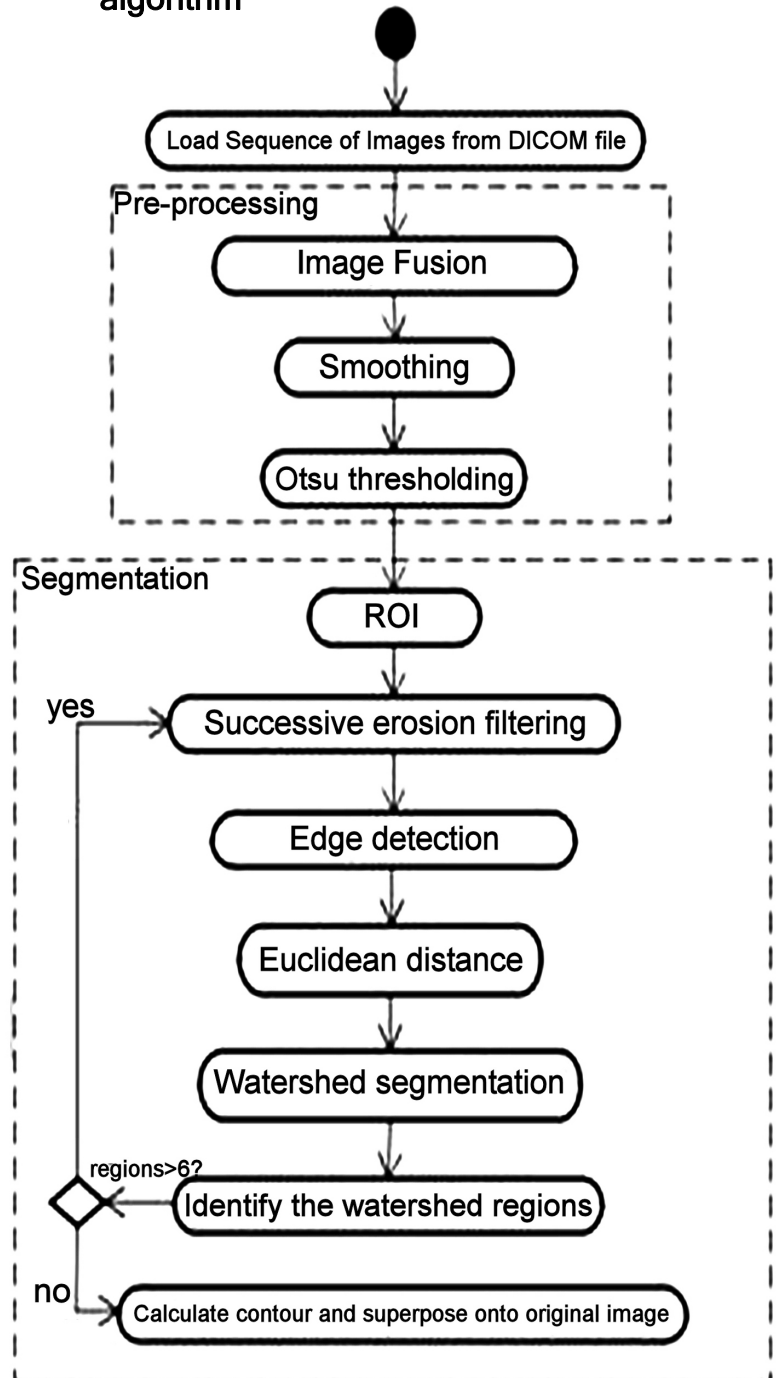 algorithm
Load Sequence of Images from DICOM file
Pre-processing
Image Fusion
Smoothing
Otsu thresholding
Segmentation
ROI
yes
Successive erosion filtering
Edge detection
Euclidean distance
Watershed segmentation
regions>6?
Identify the watershed regions
no
Calculate contour and superpose onto original image